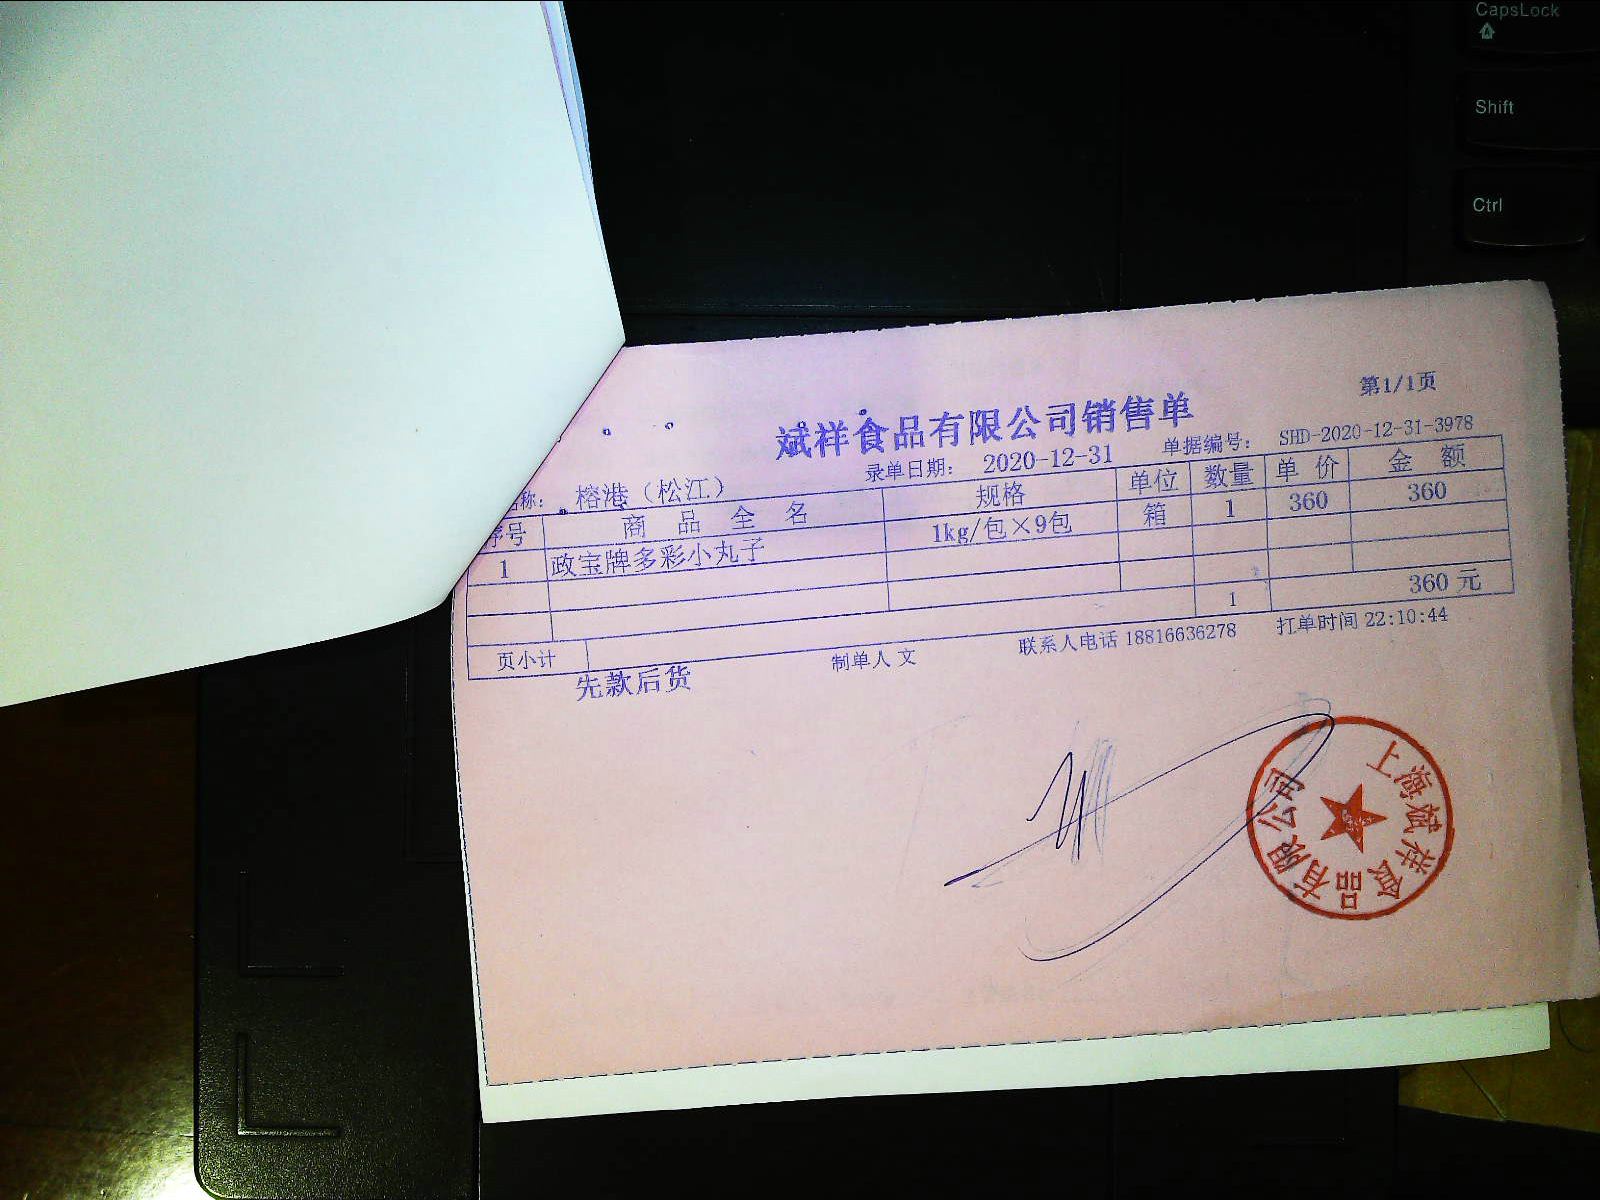 CapsLock
Shift
Ctrl
第1/1页
斌祥食品有限公司销售单
称： 榕港（松江） 录单日期： 2020-12-31 单据编号： SHD-2020-12-31-3978
序号 商品全名 规格 单位 数量 单价 金额
1 政宝牌多彩小丸子 1kg/包×9包 箱 1 360 360
页小计 1 360元
先款后货 制单人 文 联系人电话 18816636278 打单时间 22:10:44
上海斌祥食品有限公司